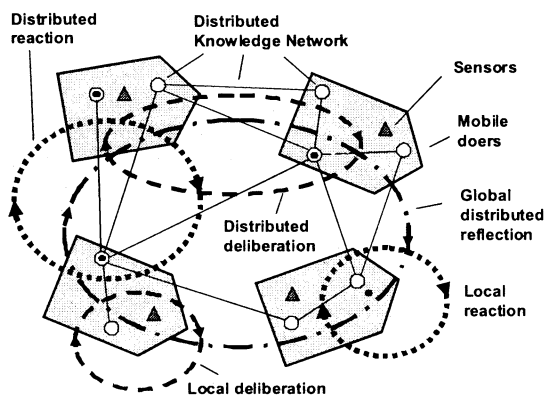 Distributed
reaction
Distributed
Knowledge Network
Sensors
Mobile
doers
Global
distributed
reflection
Distributed
deliberation
Local
reaction
Local deliberation